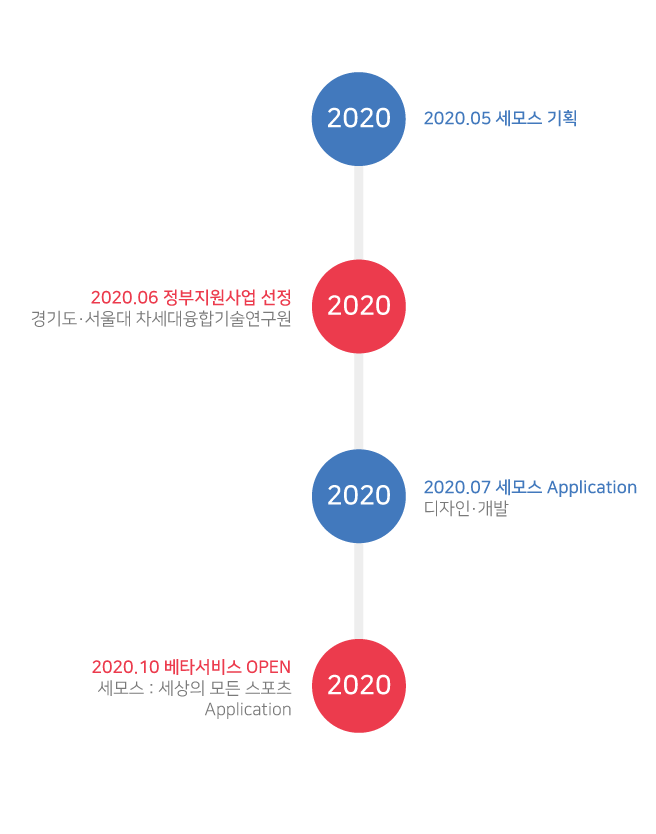 2020
2020.05 세모스 기획
2020.06 정부지원사업 선정
경기도·서울대 차세대융합기술연구원
2020
2020
2020.07 세모스 Application
디자인·개발
2020.10 베타서비스 OPEN
세모스 : 세상의 모든 스포츠
Application
2020